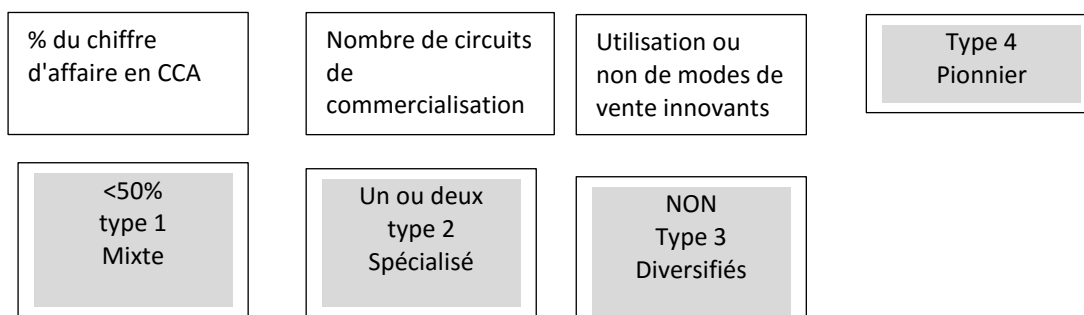 % du chiffre
d'affaire en CCA
Nombre de circuits
de
commercialisation
Utilisation ou
non de modes de
vente innovants
Type 4
Pionnier
<50%
type 1
Mixte
Un ou deux
type 2
Spécialisé
NON
Type 3
Diversifiés